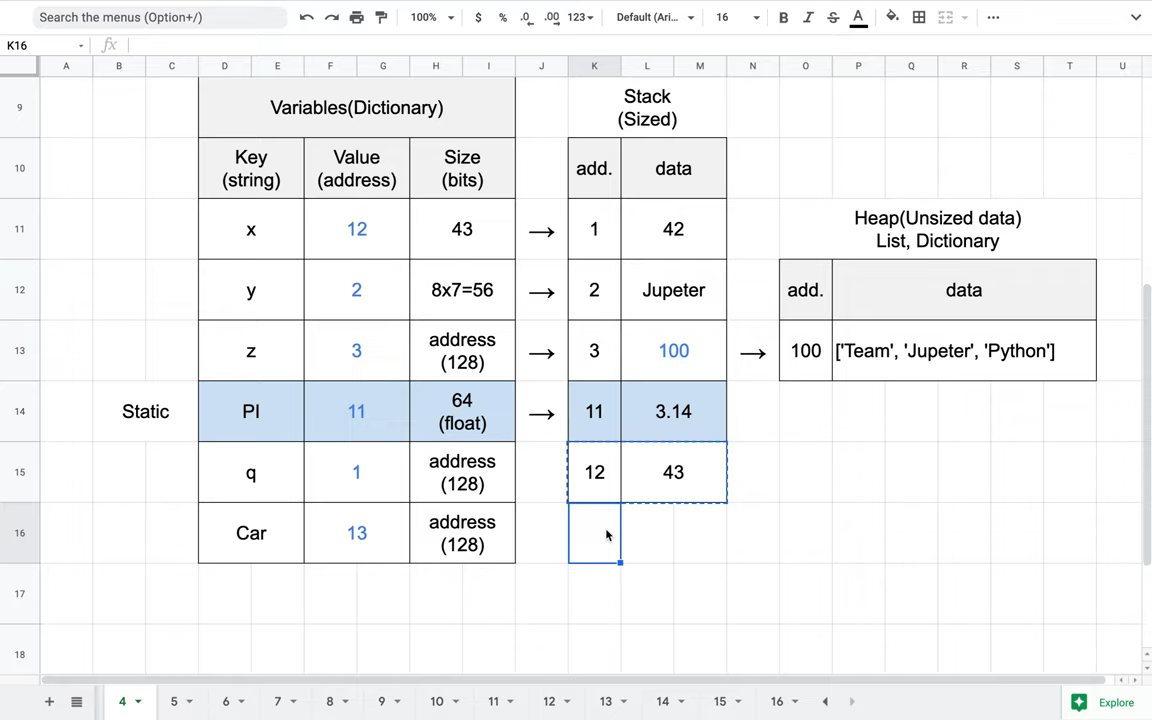 Search the menus (Option+/)
100%
$ % .0 .00 123
Default (Ari...
16
B I S A
K16
fx
A B C D E F G H I J K L M N O P Q R S T U
9
Variables(Dictionary)
Stack
(Sized)
10
Key
(string)
Value
(address)
Size
(bits)
add.
data
11
x
12
43
→
1
42
Heap(Unsized data)
List, Dictionary
12
y
2
8x7=56
→
2
Jupeter
add.
data
13
z
3
address
(128)
→
3
100
→
100
['Team', 'Jupeter', 'Python']
14
Static
PI
11
64
(float)
→
11
3.14
15
q
1
address
(128)
12
43
16
Car
13
address
(128)
17
18
4 5 6 7 8 9 10 11 12 13 14 15 16
Explore